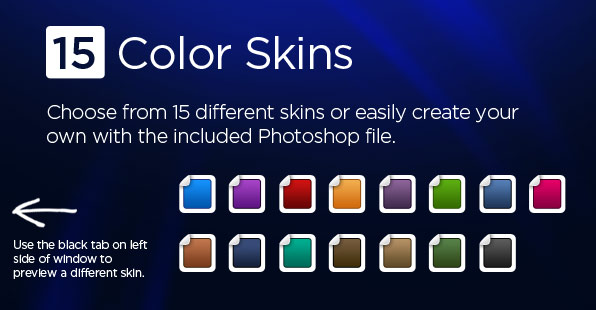 15 Color Skins
Choose from 15 different skins or easily create your
own with the included Photoshop file.
Use the black tab on left
side of window to
preview a different skin.